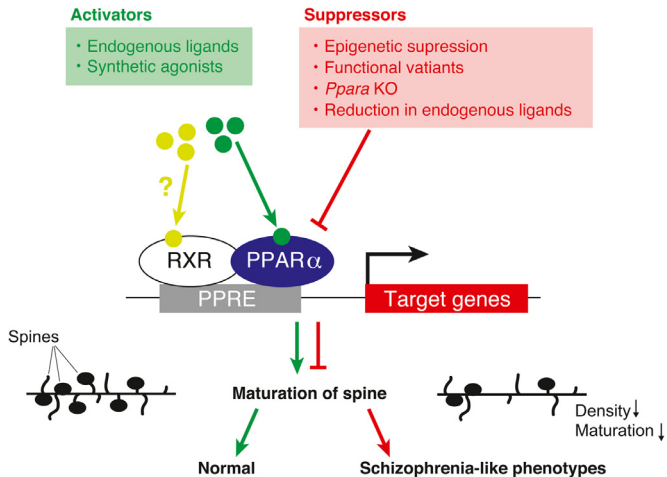 Activators
· Endogenous ligands
· Synthetic agonists
Suppressors
· Epigenetic supression
· Functional vatiants
· Ppara KO
· Reduction in endogenous ligands
?
RXR
PPARα
PPRE
Target genes
Spines
Maturation of spine
Density↓
Maturation↓
Normal
Schizophrenia-like phenotypes